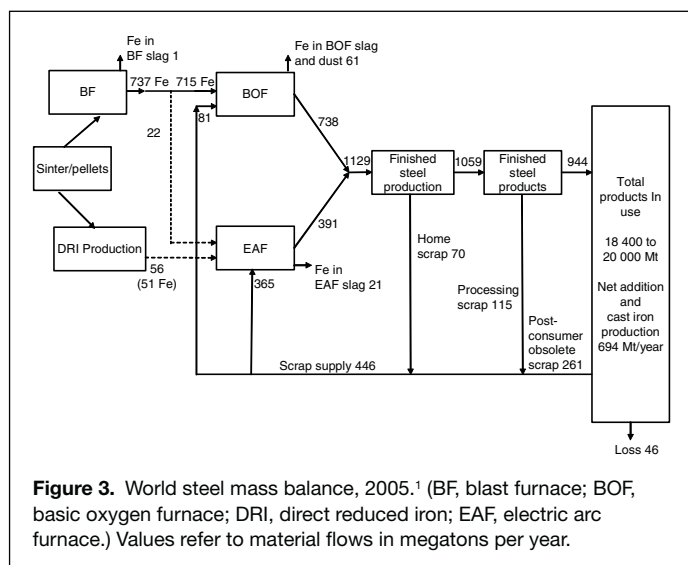 Fe in
BF slag 1
Fe in BOF slag
and dust 61
BF
737 Fe
715 Fe
BOF
81
22
738
Sinter/pellets
1129
Finished
steel
production
1059
Finished
steel
products
944
Total
products In
use
18 400 to
20 000 Mt
Net addition
and
cast iron
production
694 Mt/year
391
DRI Production
EAF
56
(51 Fe)
365
Fe in
EAF slag 21
Home
scrap 70
Processing
scrap 115
Post-
consumer
obsolete
scrap 261
Scrap supply 446
Loss 46
Figure 3. World steel mass balance, 2005.¹ (BF, blast furnace; BOF,
basic oxygen furnace; DRI, direct reduced iron; EAF, electric arc
furnace.) Values refer to material flows in megatons per year.